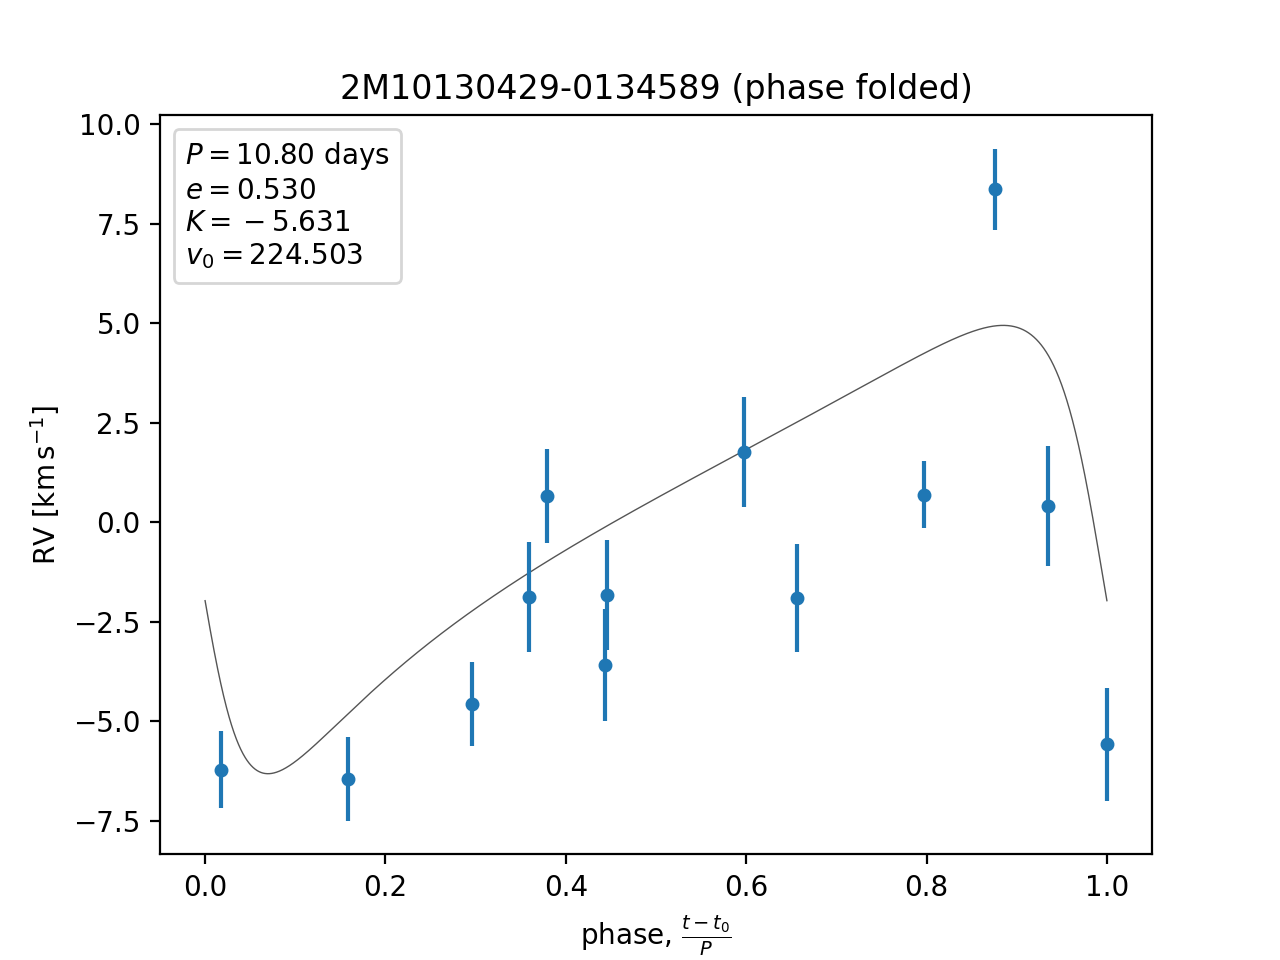 2M10130429-0134589 (phase folded)
P = 10.80 days
e = 0.530
K = −5.631
v₀ = 224.503
10.0
7.5
5.0
2.5
0.0
−2.5
−5.0
−7.5
RV [km s⁻¹]
0.0 0.2 0.4 0.6 0.8 1.0
phase, (t − t₀)/P